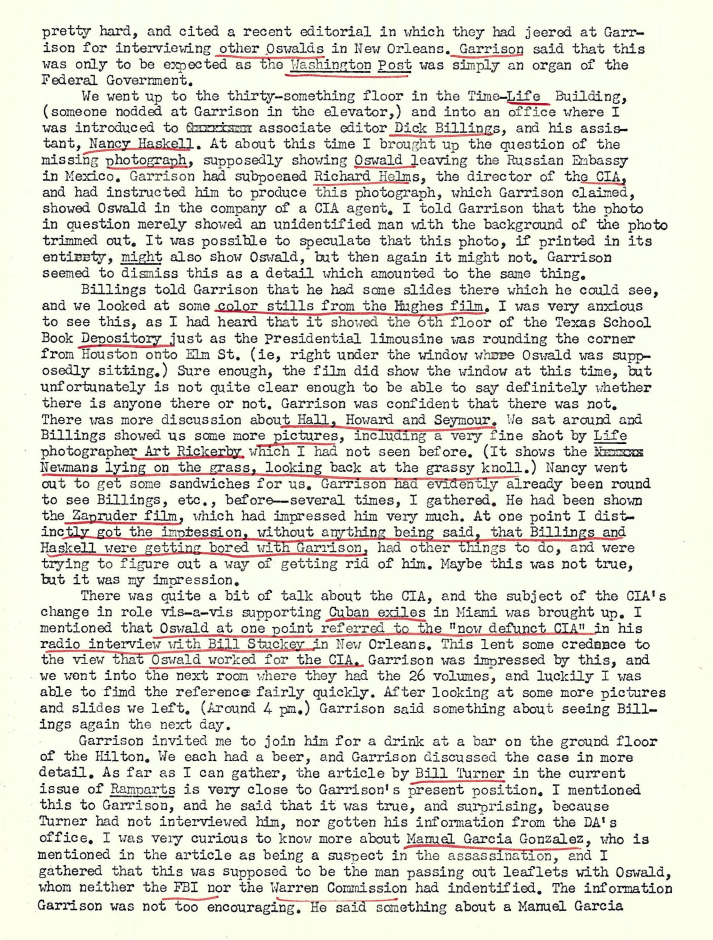 pretty hard, and cited a recent editorial in which they had jeered at Garr-
ison for interviewing other Oswalds in New Orleans. Garrison said that this
was only to be expected as the Washington Post was simply an organ of the
Federal Government.
We went up to the thirty-something floor in the Time-Life Building,
(someone nodded at Garrison in the elevator,) and into an office where I
was introduced to associate editor Dick Billings, and his assis-
tant, Nancy Haskell. At about this time I brought up the question of the
missing photograph, supposedly showing Oswald leaving the Russian Embassy
in Mexico. Garrison had subpoened Richard Helms, the director of the CIA,
and had instructed him to produce this photograph, which Garrison claimed,
showed Oswald in the company of a CIA agent. I told Garrison that the photo
in question merely showed an unidentified man with the background of the photo
trimmed out. It was possible to speculate that this photo, if printed in its
entirety, might also show Oswald, but then again it might not. Garrison
seemed to dismiss this as a detail which amounted to the same thing.
Billings told Garrison that he had some slides there which he could see,
and we looked at some color stills from the Hughes film. I was very anxious
to see this, as I had heard that it showed the 6th floor of the Texas School
Book Depository just as the Presidential limousine was rounding the corner
from Houston onto Elm St. (ie, right under the window where Oswald was supp-
osedly sitting.) Sure enough, the film did show the window at this time, but
unfortunately is not quite clear enough to be able to say definitely whether
there is anyone there or not. Garrison was confident that there was not.
There was more discussion about Hall, Howard and Seymour. We sat around and
Billings showed us some more pictures, including a very fine shot by Life
photographer Art Rickerby which I had not seen before. (It shows the
Newmans lying on the grass, looking back at the grassy knoll.) Nancy went
out to get some sandwiches for us. Garrison had evidently already been round
to see Billings, etc., before--several times, I gathered. He had been shown
the Zapruder film, which had impressed him very much. At one point I dist-
inctly got the impression, without anything being said, that Billings and
Haskell were getting bored with Garrison, had other things to do, and were
trying to figure out a way of getting rid of him. Maybe this was not true,
but it was my impression.
There was quite a bit of talk about the CIA, and the subject of the CIA's
change in role vis-a-vis supporting Cuban exiles in Miami was brought up. I
mentioned that Oswald at one point referred to the "now defunct CIA" in his
radio interview with Bill Stuckey in New Orleans. This lent some credence to
the view that Oswald worked for the CIA. Garrison was impressed by this, and
we went into the next room where they had the 26 volumes, and luckily I was
able to find the reference fairly quickly. After looking at some more pictures
and slides we left. (Around 4 pm.) Garrison said something about seeing Bill-
ings again the next day.
Garrison invited me to join him for a drink at a bar on the ground floor
of the Hilton. We each had a beer, and Garrison discussed the case in more
detail. As far as I can gather, the article by Bill Turner in the current
issue of Ramparts is very close to Garrison's present position. I mentioned
this to Garrison, and he said that it was true, and surprising, because
Turner had not interviewed him, nor gotten his information from the DA's
office. I was very curious to know more about Manuel Garcia Gonzalez, who is
mentioned in the article as being a suspect in the assassination, and I
gathered that this was supposed to be the man passing out leaflets with Oswald,
whom neither the FBI nor the Warren Commission had indentified. The information
Garrison was not too encouraging. He said something about a Manuel Garcia